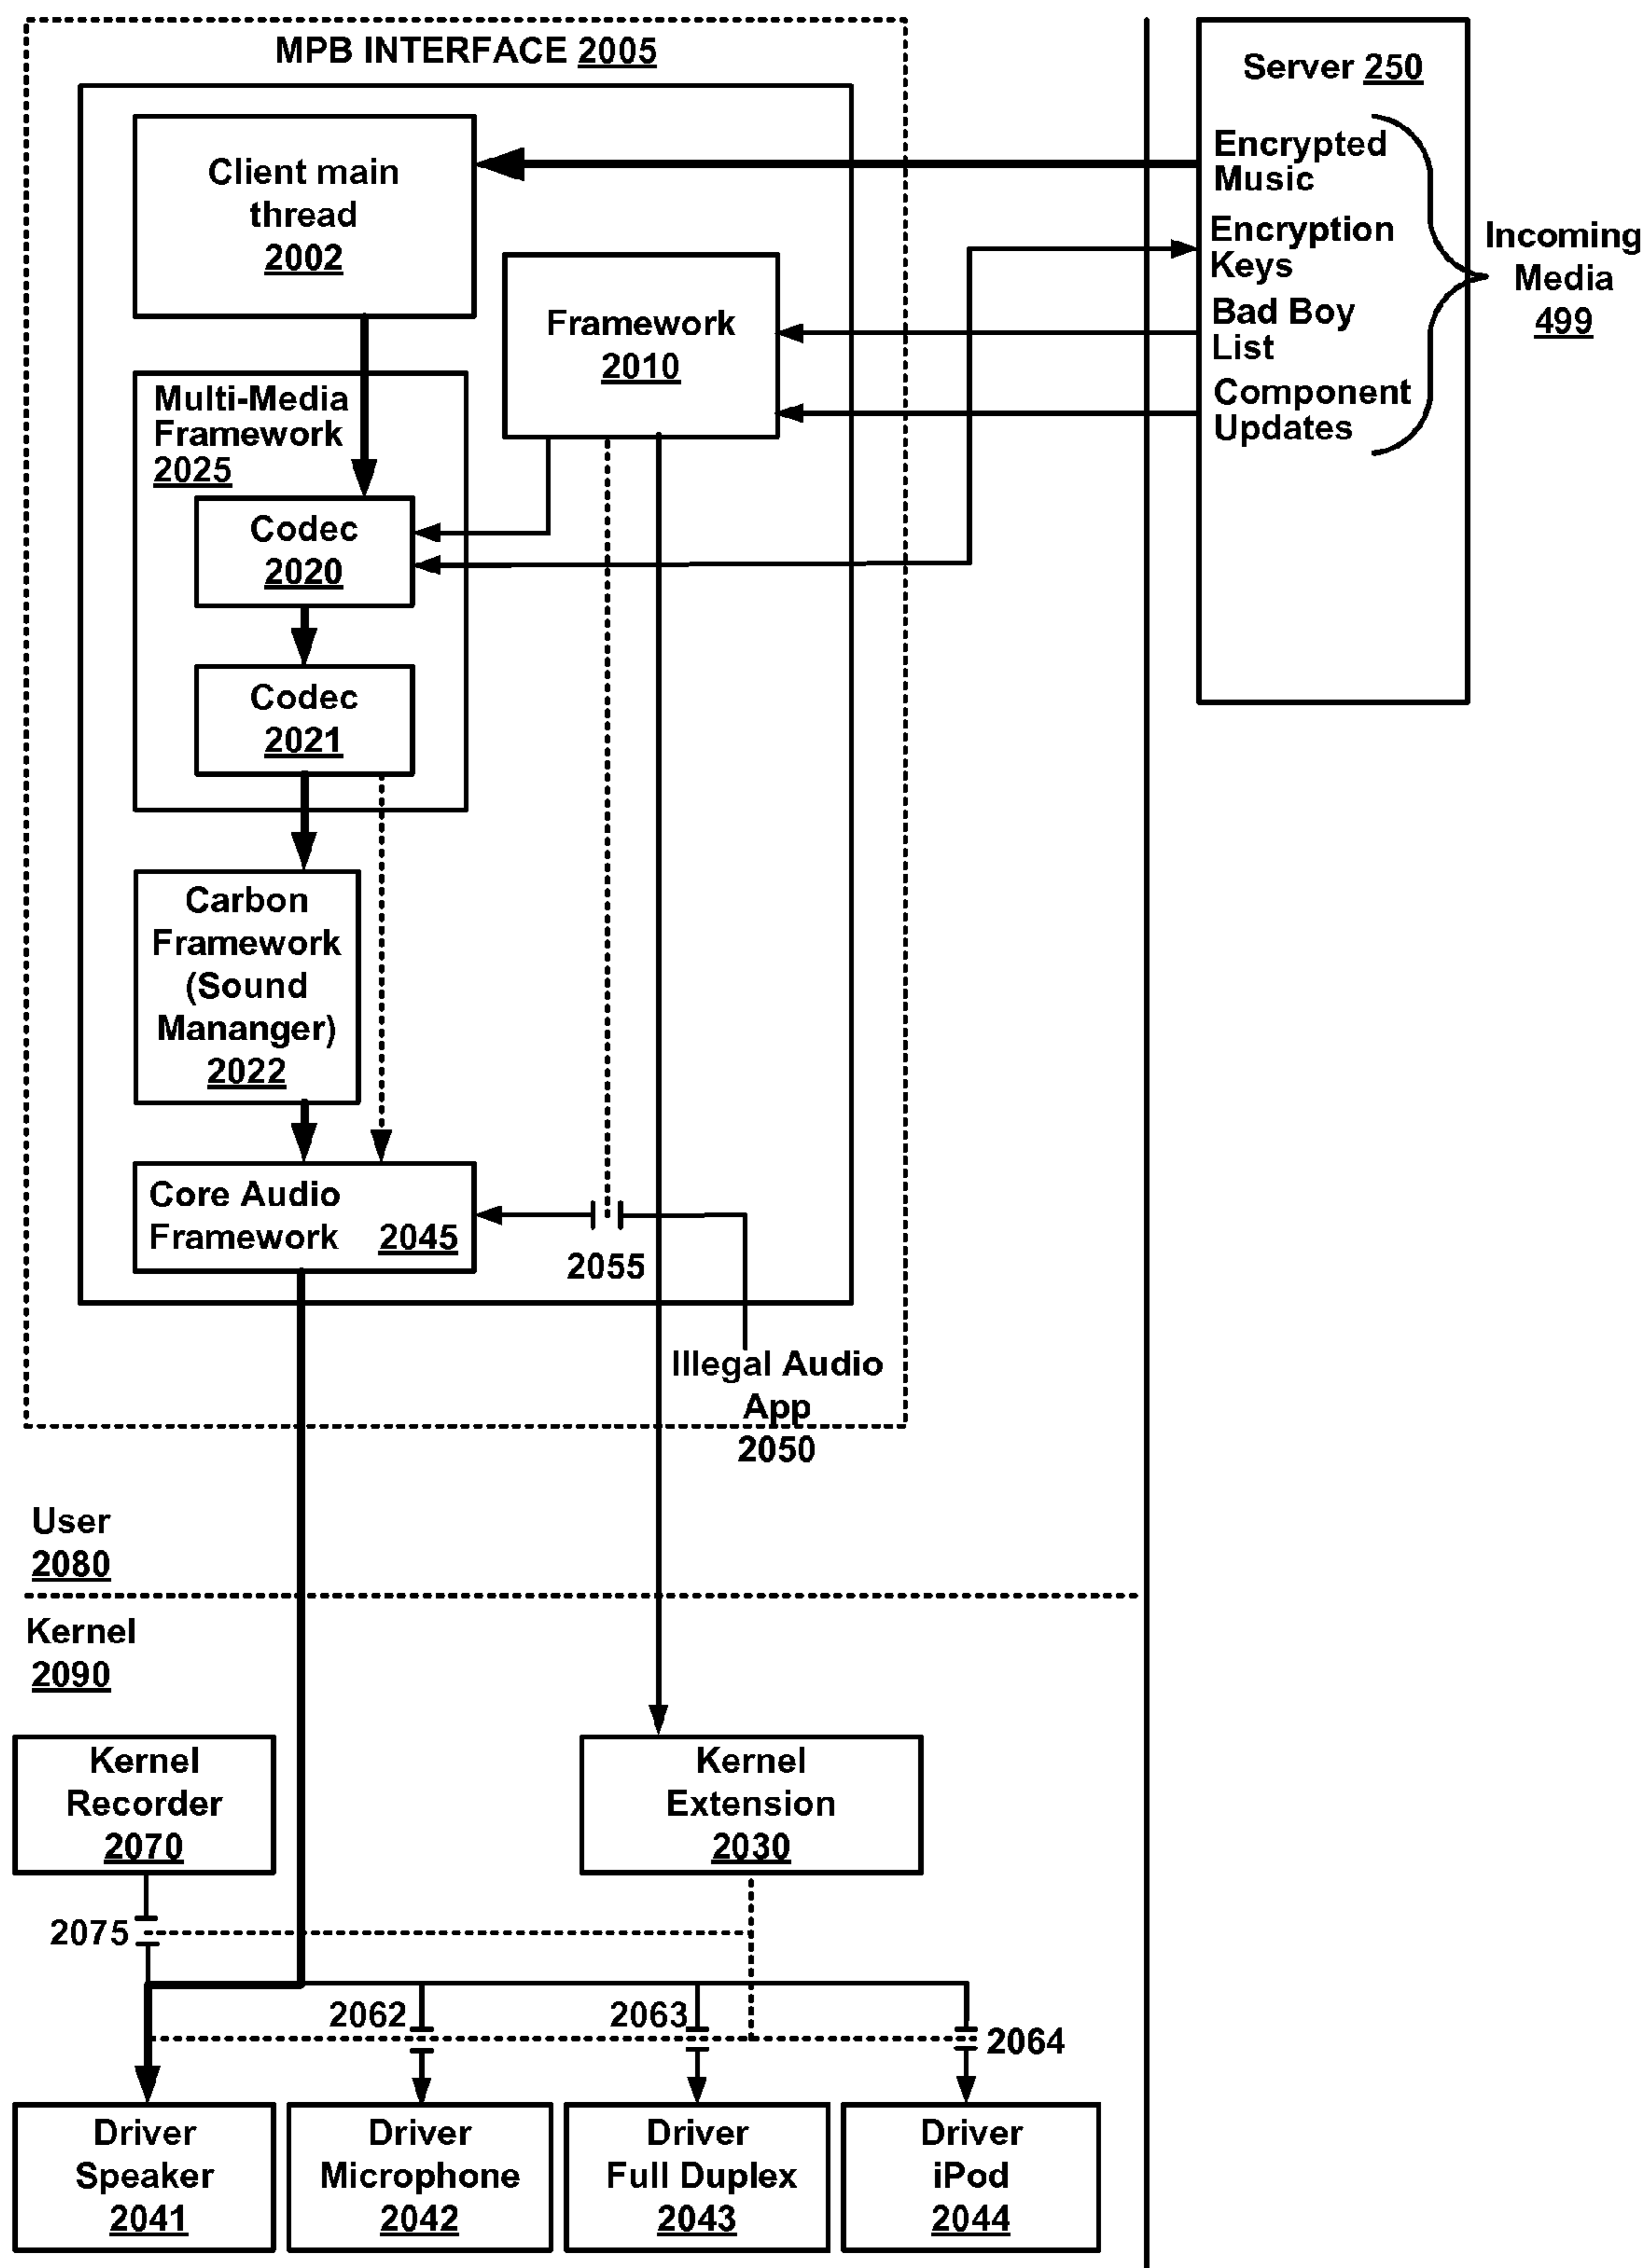 MPB INTERFACE 2005
Client main
thread
2002
Framework
2010
Multi-Media
Framework
2025
Codec
2020
Codec
2021
Carbon
Framework
(Sound
Mananger)
2022
Core Audio
Framework 2045
2055
Illegal Audio
App
2050
Server 250
Encrypted
Music
Encryption
Keys
Bad Boy
List
Component
Updates
Incoming
Media
499
User
2080
Kernel
2090
Kernel
Recorder
2070
Kernel
Extension
2030
2075
2062
2063
2064
Driver
Speaker
2041
Driver
Microphone
2042
Driver
Full Duplex
2043
Driver
iPod
2044